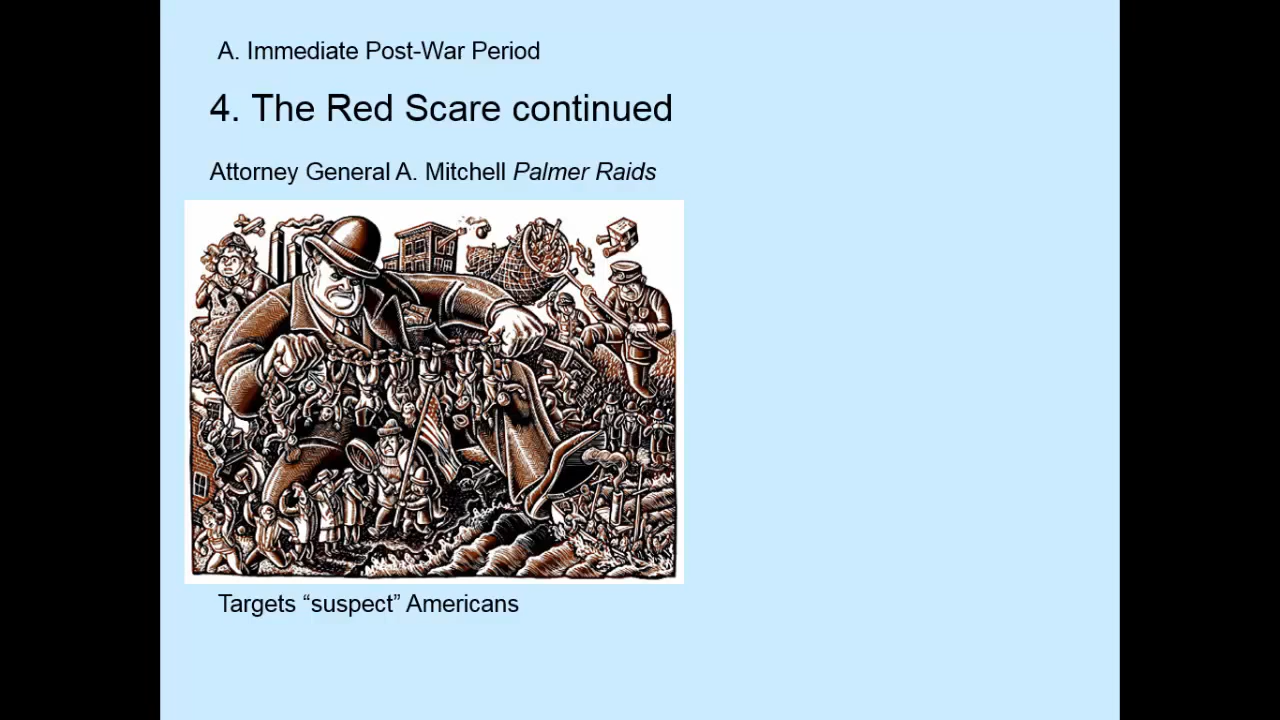 A. Immediate Post-War Period
4. The Red Scare continued
Attorney General A. Mitchell Palmer Raids
Targets “suspect” Americans